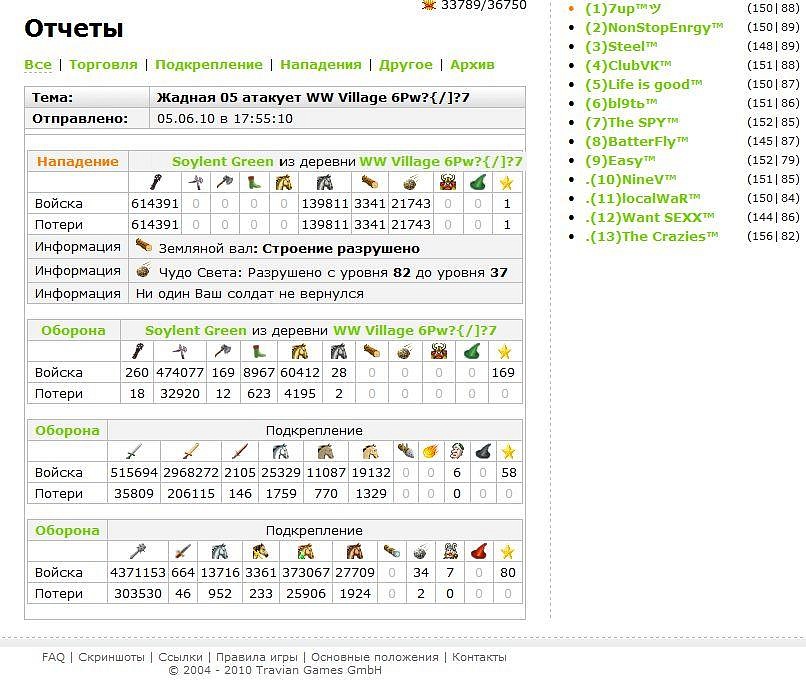 33789/36750
Отчеты
Все | Торговля | Подкрепление | Нападения | Другое | Архив
Тема: Жадная 05 атакует WW Village 6Pw?{/]?7
Отправлено: 05.06.10 в 17:55:10
Нападение Soylent Green из деревни WW Village 6Pw?{/]?7
Войска 614391 0 0 0 0 139811 3341 21743 0 0 1
Потери 614391 0 0 0 0 139811 3341 21743 0 0 1
Информация Земляной вал: Строение разрушено
Информация Чудо Света: Разрушено с уровня 82 до уровня 37
Информация Ни один Ваш солдат не вернулся
Оборона Soylent Green из деревни WW Village 6Pw?{/]?7
Войска 260 474077 169 8967 60412 28 0 0 0 0 169
Потери 18 32920 12 623 4195 2 0 0 0 0 0
Оборона Подкрепление
Войска 515694 2968272 2105 25329 11087 19132 0 0 6 0 58
Потери 35809 206115 146 1759 770 1329 0 0 0 0 0
Оборона Подкрепление
Войска 4371153 664 13716 3361 373067 27709 0 34 7 0 80
Потери 303530 46 952 233 25906 1924 0 2 0 0 0
(1)7up™ツ (150|88)
(2)NonStopEnrgy™ (150|89)
(3)Steel™ (148|89)
(4)ClubVK™ (151|88)
(5)Life is good™ (150|87)
(6)bl9tь™ (151|86)
(7)The SPY™ (152|85)
(8)BatterFly™ (145|87)
(9)Easy™ (152|79)
.(10)NineV™ (151|85)
.(11)localWaR™ (150|84)
.(12)Want SEXX™ (144|86)
.(13)The Crazies™ (156|82)
FAQ | Скриншоты | Ссылки | Правила игры | Основные положения | Контакты
© 2004 - 2010 Travian Games GmbH